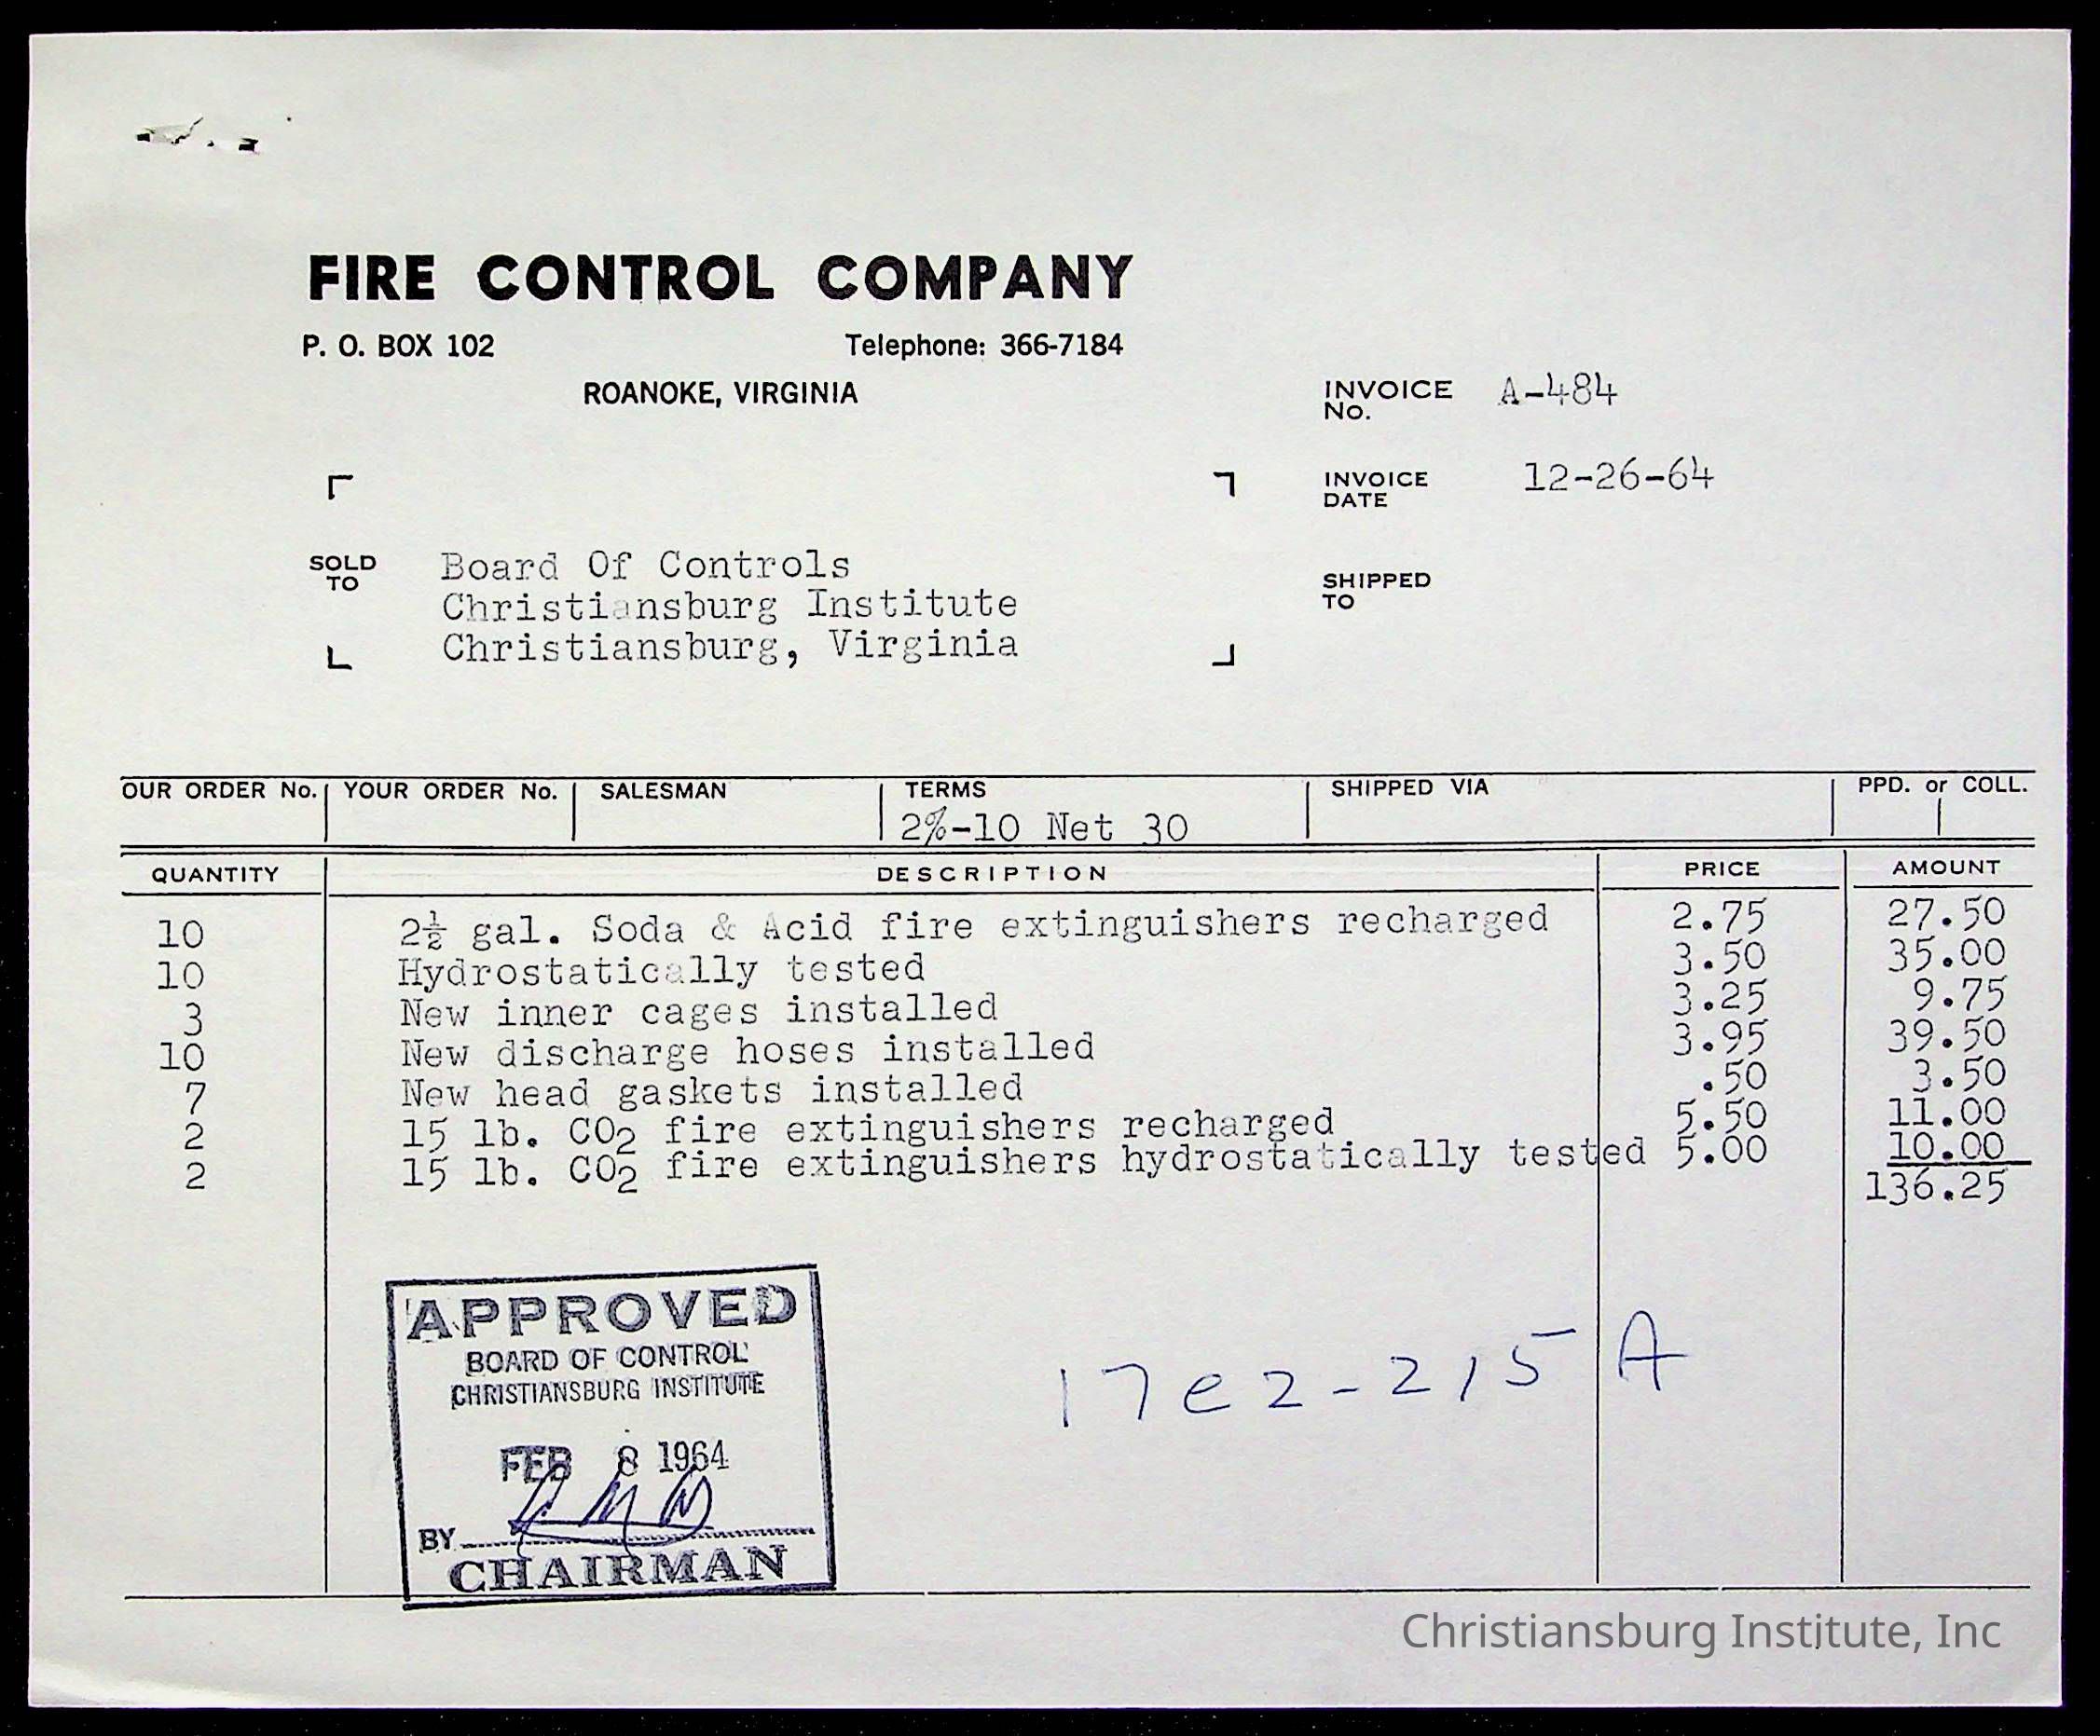 FIRE CONTROL COMPANY
P. O. BOX 102 Telephone: 366-7184
ROANOKE, VIRGINIA
INVOICE No. A-484
INVOICE DATE 12-26-64
SOLD TO
Board Of Controls
Christiansburg Institute
Christiansburg, Virginia
SHIPPED TO
OUR ORDER No. YOUR ORDER No. SALESMAN TERMS SHIPPED VIA PPD. or COLL.
2%-10 Net 30
QUANTITY DESCRIPTION PRICE AMOUNT
10 2½ gal. Soda & Acid fire extinguishers recharged 2.75 27.50
10 Hydrostatically tested 3.50 35.00
3 New inner cages installed 3.25 9.75
10 New discharge hoses installed 3.95 39.50
7 New head gaskets installed .50 3.50
2 15 lb. CO2 fire extinguishers recharged 5.50 11.00
2 15 lb. CO2 fire extinguishers hydrostatically tested 5.00 10.00
136.25
APPROVED
BOARD OF CONTROL
CHRISTIANSBURG INSTITUTE
FEB 8 1964
BY
CHAIRMAN
17e2-215 A
Christiansburg Institute, Inc